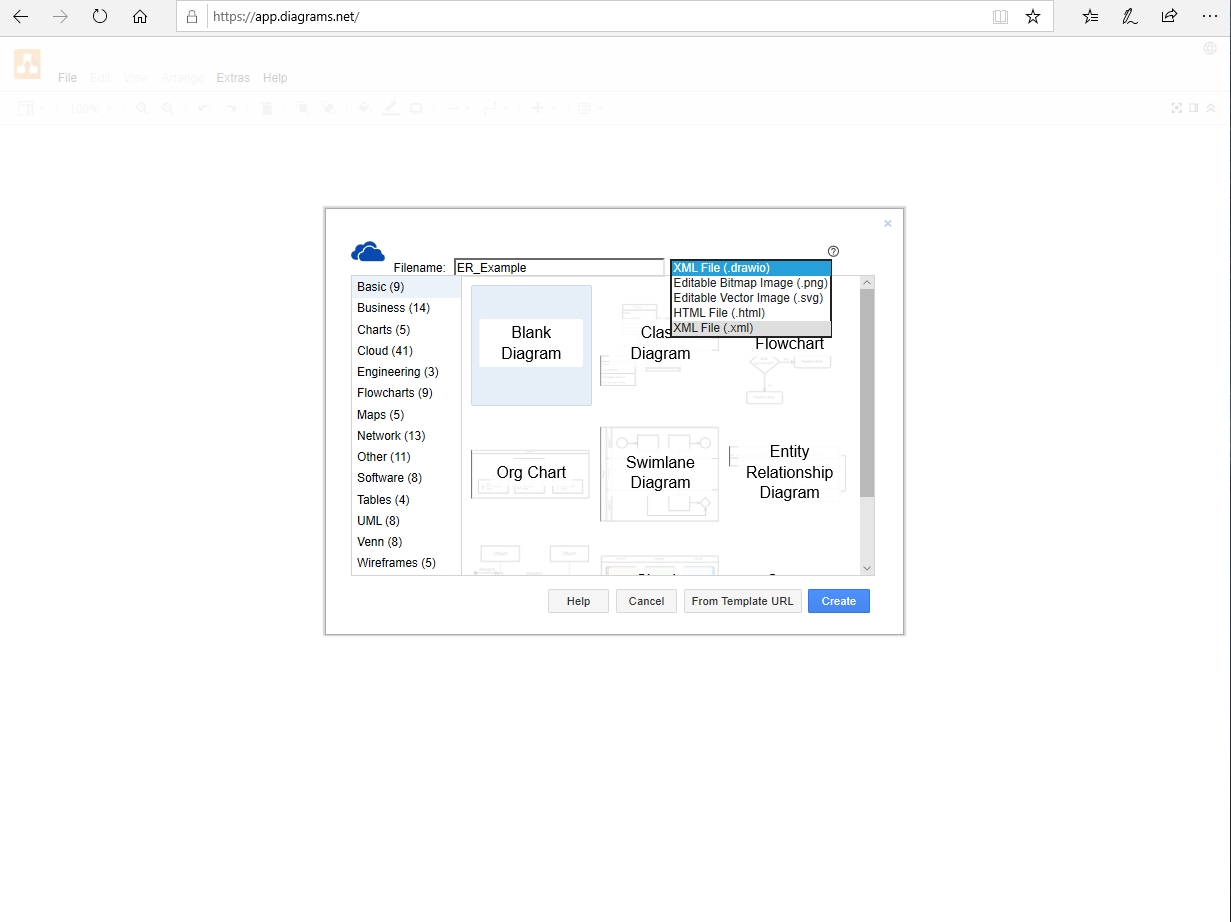 https://app.diagrams.net/
File Edit View Arrange Extras Help
100%
Filename: ER_Example
XML File (.drawio)
Editable Bitmap Image (.png)
Editable Vector Image (.svg)
HTML File (.html)
XML File (.xml)
Basic (9)
Business (14)
Charts (5)
Cloud (41)
Engineering (3)
Flowcharts (9)
Maps (5)
Network (13)
Other (11)
Software (8)
Tables (4)
UML (8)
Venn (8)
Wireframes (5)
Blank
Diagram
Clas
Diagram
Flowchart
Org Chart
Swimlane
Diagram
Entity
Relationship
Diagram
Help
Cancel
From Template URL
Create